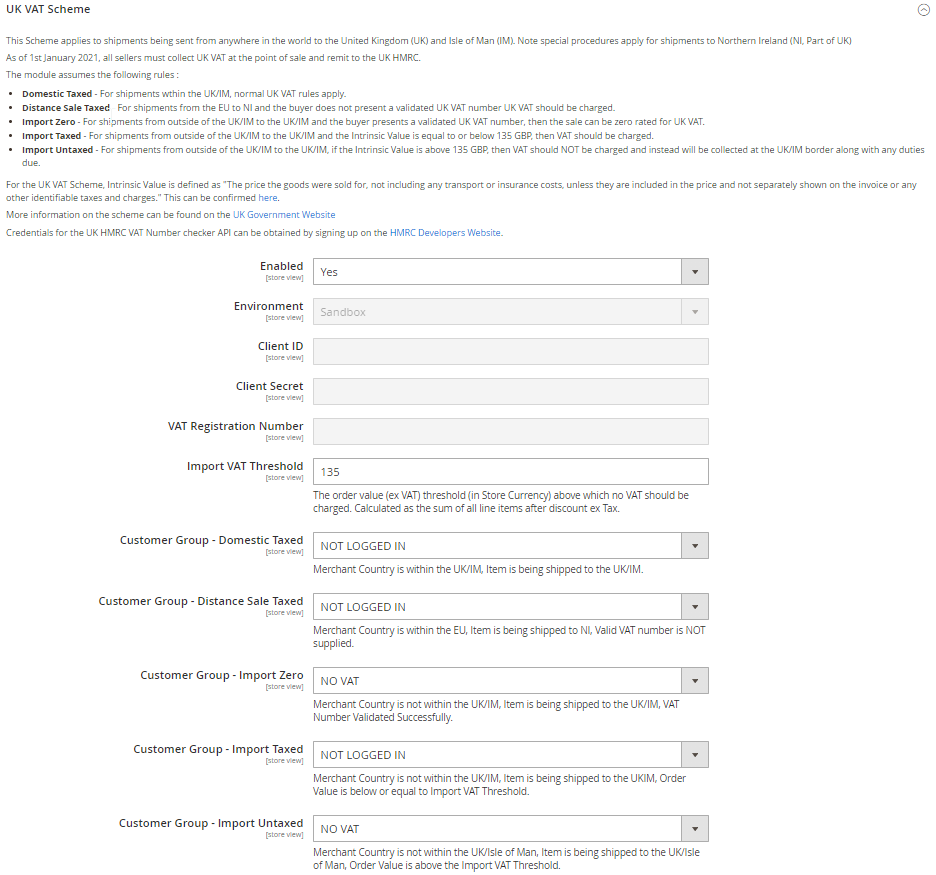 UK VAT Scheme
This Scheme applies to shipments being sent from anywhere in the world to the United Kingdom (UK) and Isle of Man (IM). Note special procedures apply for shipments to Northern Ireland (NI, Part of UK)
As of 1st January 2021, all sellers must collect UK VAT at the point of sale and remit to the UK HMRC.
The module assumes the following rules :
• Domestic Taxed - For shipments wthin the UK/IM, normal UK VAT rules apply.
• Distance Sale Taxed - For shipments from the EU to NI and the buyer does not present a validated UK VAT number UK VAT should be charged.
• Import Zero - For shipments from outside of the UK/IM to the UK/IM and the buyer presents a validated UK VAT number, then the sale can be zero rated for UK VAT.
• Import Taxed - For shipments from outside of the UK/IM to the UK/IM and the Intrinsic Value is equal to or below 135 GBP, then VAT should be charged.
• Import Untaxed - For shipments from outside of the UK/IM to the UK/IM, if the Intrinsic Value is above 135 GBP, then VAT should NOT be charged and instead will be collected at the UK/IM border along with any duties
due.
For the UK VAT Scheme, Intrinsic Value is defined as "The price the goods were sold for, not including any transport or insurance costs, unless they are included in the price and not separately shown on the invoice or any
other identifiable taxes and charges." This can be confirmed here.
More information on the scheme can be found on the UK Government Website
Credentials for the UK HMRC VAT Number checker API can be obtained by signing up on the HMRC Developers Website.
Enabled
[store view]
Yes
Environment
[store view]
Sandbox
Client ID
[store view]
Client Secret
[store view]
VAT Registration Number
[store view]
Import VAT Threshold
[store view]
135
The order value (ex VAT) threshold (in Store Currency) above which no VAT should be
charged. Calculated as the sum of all line items after discount ex Tax.
Customer Group - Domestic Taxed
[store view]
NOT LOGGED IN
Merchant Country is within the UK/IM, Item is being shipped to the UK/IM.
Customer Group - Distance Sale Taxed
[store view]
NOT LOGGED IN
Merchant Country is within the EU, Item is being shipped to NI, Valid VAT number is NOT
supplied.
Customer Group - Import Zero
[store view]
NO VAT
Merchant Country is not within the UK/IM, Item is being shipped to the UK/IM, VAT
Number Validated Successfully.
Customer Group - Import Taxed
[store view]
NOT LOGGED IN
Merchant Country is not within the UK/IM, Item is being shipped to the UKIM, Order
Value is below or equal to Import VAT Threshold.
Customer Group - Import Untaxed
[store view]
NO VAT
Merchant Country is not within the UK/Isle of Man, Item is being shipped to the UK/Isle
of Man, Order Value is above the Import VAT Threshold.